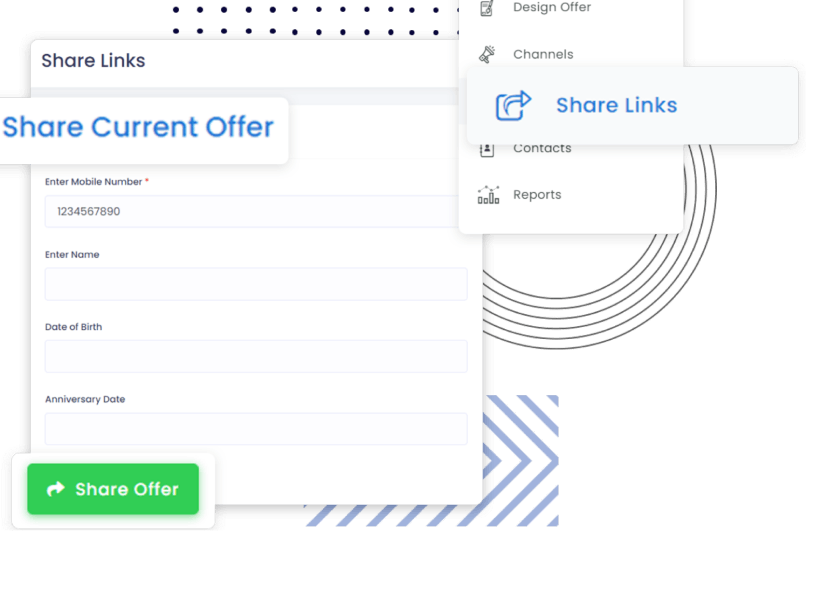 Design Offer
Channels
Share Links
Contacts
Reports
Share Links
Share Current Offer
Enter Mobile Number *
1234567890
Enter Name
Date of Birth
Anniversary Date
Share Offer